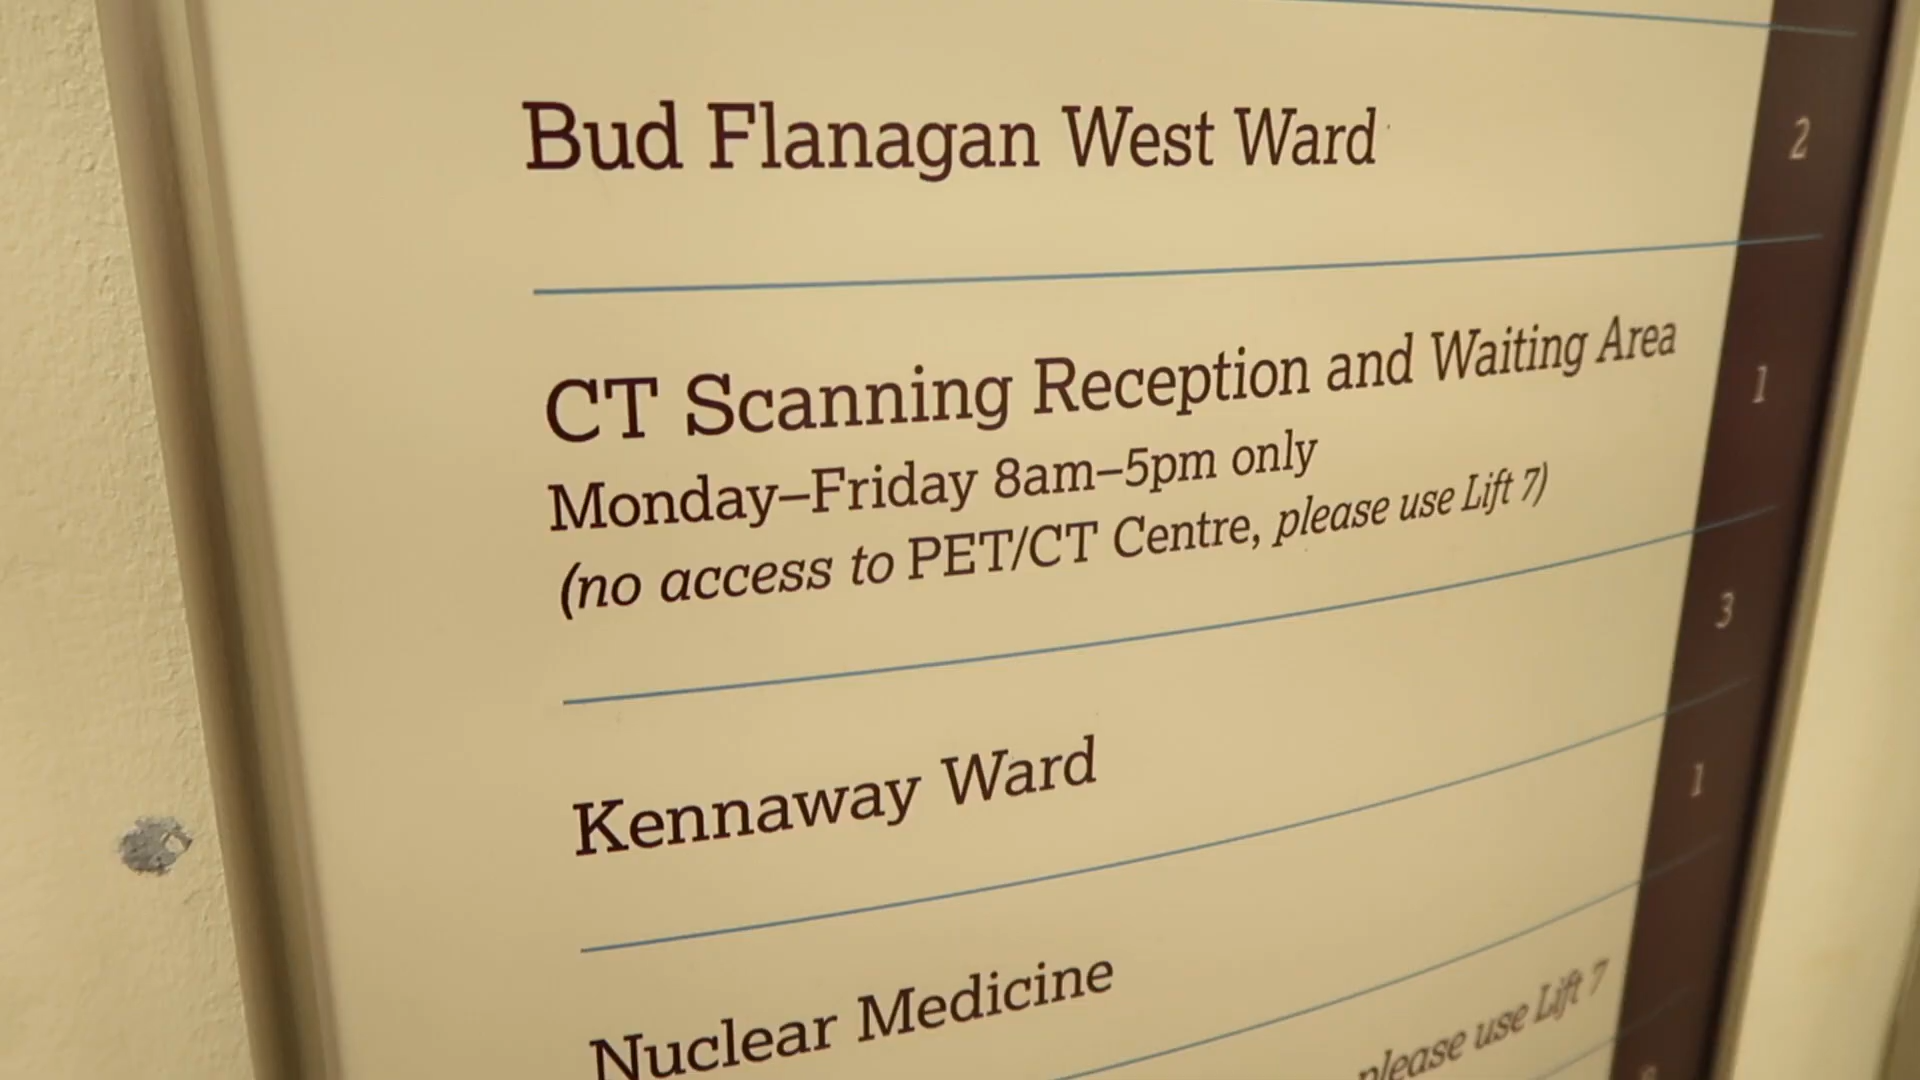 Bud Flanagan West Ward 2
CT Scanning Reception and Waiting Area 1
Monday–Friday 8am–5pm only
(no access to PET/CT Centre, please use Lift 7)
Kennaway Ward 3
Nuclear Medicine 1
please use Lift 7